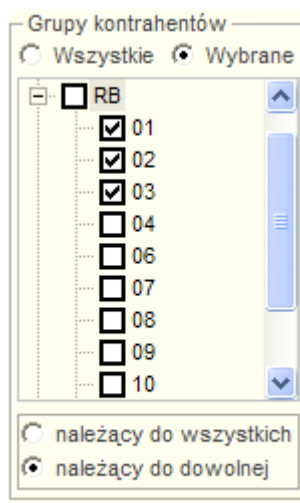 Grupy kontrahentów
Wszystkie Wybrane
RB
01
02
03
04
06
07
08
09
10
należący do wszystkich
należący do dowolnej